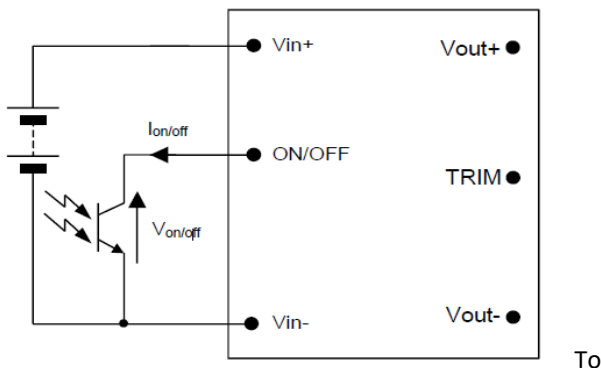 Vin+
Vout+
Ion/off
ON/OFF
TRIM
Von/off
Vin-
Vout-
To